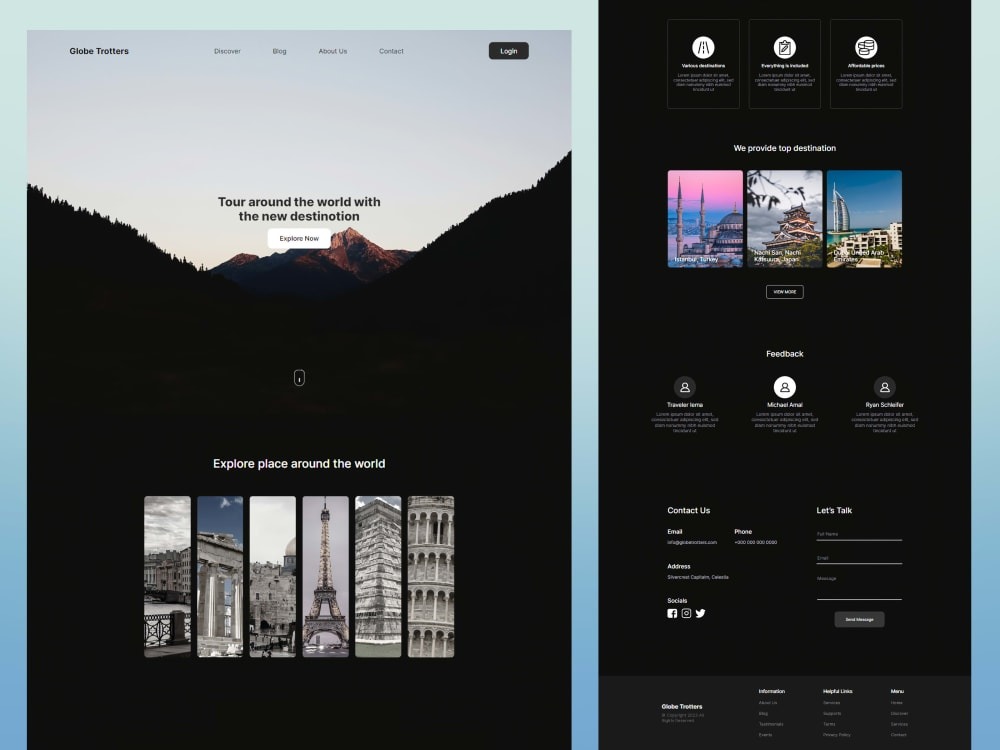 Globe Trotters
Discover
Blog
About Us
Contact
Login
Tour around the world with
the new destinotion
Explore Now
Explore place around the world
Various destinations
Lorem ipsum dolor sit amet,
consectetuer adipiscing elit, sed
diam nonummy nibh euismod
tincidunt ut
Everything is included
Lorem ipsum dolor sit amet,
consectetuer adipiscing elit, sed
diam nonummy nibh euismod
tincidunt ut
Affordable prices
Lorem ipsum dolor sit amet,
consectetuer adipiscing elit, sed
diam nonummy nibh euismod
tincidunt ut
We provide top destination
Istanbul, Turkey
Nachi San, Nachi
Katsuura, Japan
Dubai United Arab
Emirates
VIEW MORE
Feedback
Traveler Iema
Lorem ipsum dolor sit amet,
consectetuer adipiscing elit, sed
diam nonummy nibh euismod
tincidunt ut
Michael Amal
Lorem ipsum dolor sit amet,
consectetuer adipiscing elit, sed
diam nonummy nibh euismod
tincidunt ut
Ryan Schleifer
Lorem ipsum dolor sit amet,
consectetuer adipiscing elit, sed
diam nonummy nibh euismod
tincidunt ut
Contact Us
Email
info@globetrotters.com
Phone
+000 000 000 0000
Address
Silvercrest Capitalm, Celestia
Socials
Let's Talk
Full Name
Email
Message
Send Message
Globe Trotters
© Copyright 2023 All
Rights Reserved
Information
About Us
Blog
Testimonials
Events
Helpful Links
Services
Supports
Terms
Privacy Policy
Menu
Home
Discover
Services
Contact